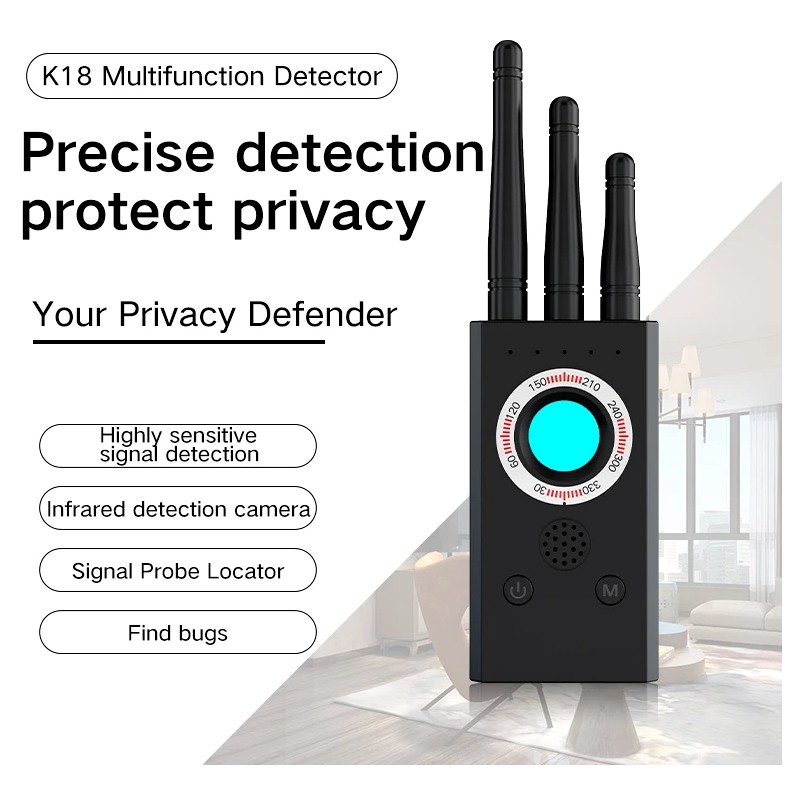 K18 Multifunction Detector
Precise detection
protect privacy
Your Privacy Defender
Highly sensitive
signal detection
Infrared detection camera
Signal Probe Locator
Find bugs
150 210
120 240
60 300
30 330
M